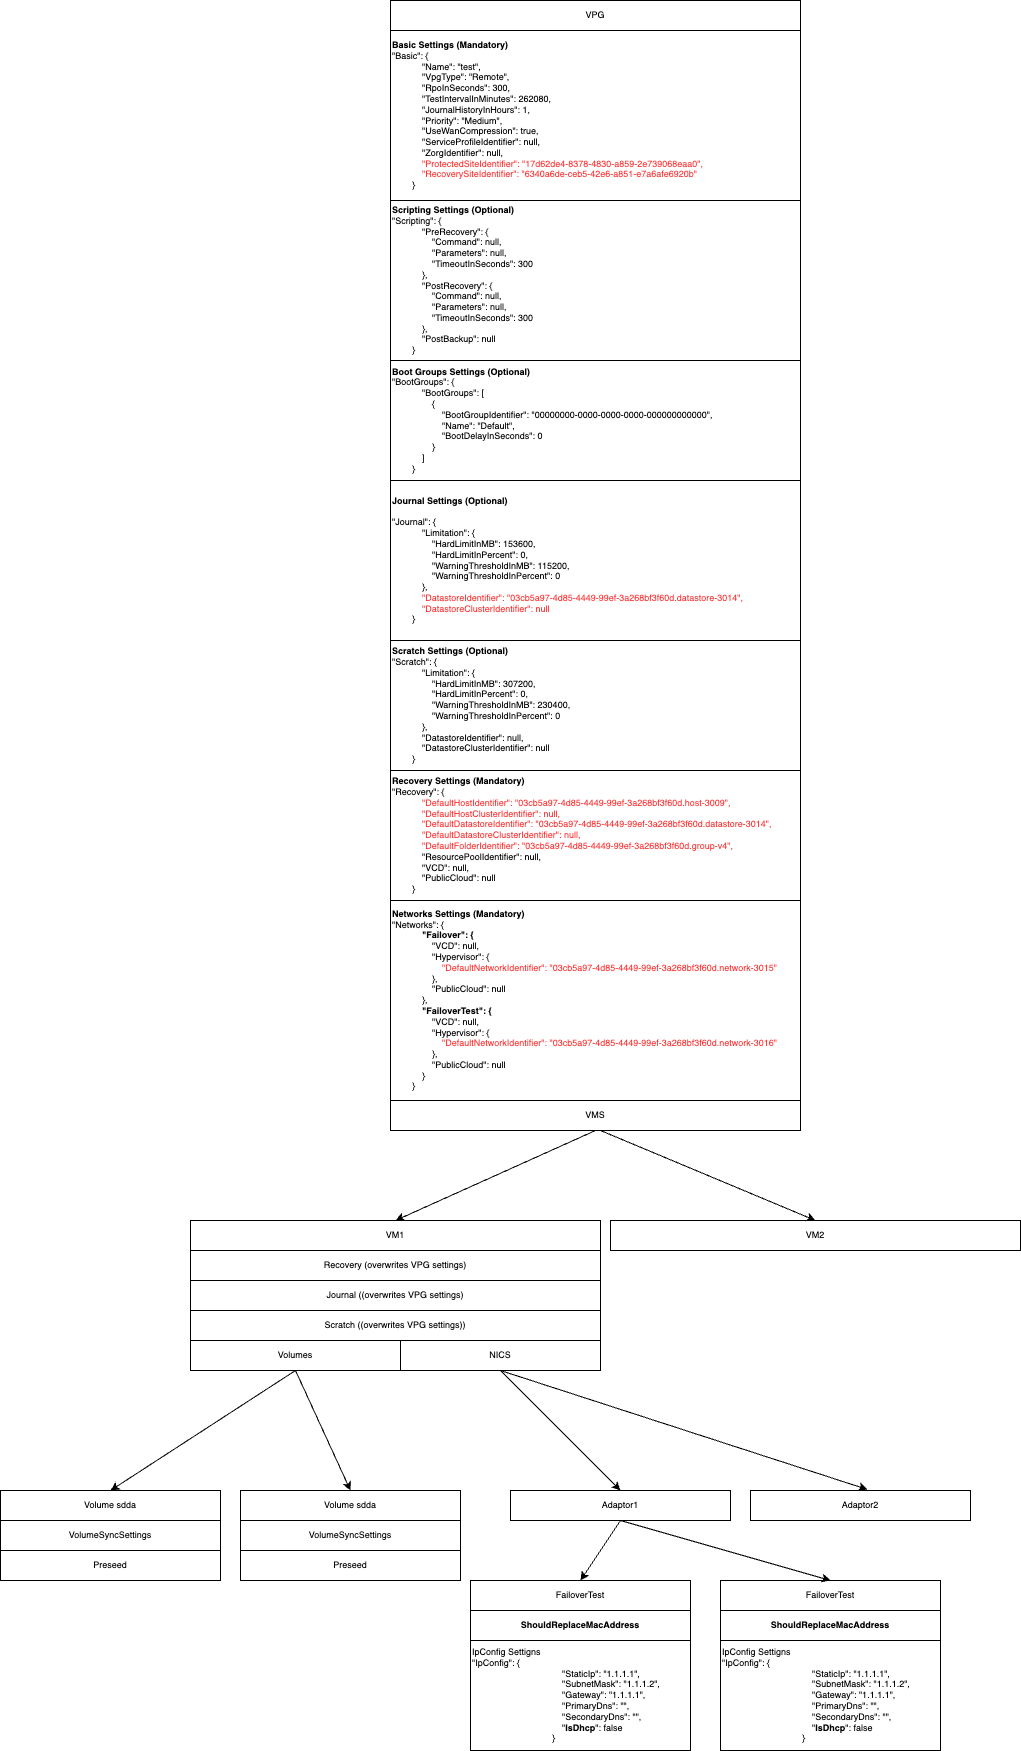 VPG
Basic Settings (Mandatory)
"Basic": {
"Name": "test",
"VpgType": "Remote",
"RpoInSeconds": 300,
"TestIntervalInMinutes": 262080,
"JournalHistoryInHours": 1,
"Priority": "Medium",
"UseWanCompression": true,
"ServiceProfileIdentifier": null,
"ZorgIdentifier": null,
"ProtectedSiteIdentifier": "17d62de4-8378-4830-a859-2e739068eaa0",
"RecoverySiteIdentifier": "6340a6de-ceb5-42e6-a851-e7a6afe6920b"
}
Scripting Settings (Optional)
"Scripting": {
"PreRecovery": {
"Command": null,
"Parameters": null,
"TimeoutInSeconds": 300
},
"PostRecovery": {
"Command": null,
"Parameters": null,
"TimeoutInSeconds": 300
},
"PostBackup": null
}
Boot Groups Settings (Optional)
"BootGroups": {
"BootGroups": [
{
"BootGroupIdentifier": "00000000-0000-0000-0000-000000000000",
"Name": "Default",
"BootDelayInSeconds": 0
}
]
}
Journal Settings (Optional)
"Journal": {
"Limitation": {
"HardLimitInMB": 153600,
"HardLimitInPercent": 0,
"WarningThresholdInMB": 115200,
"WarningThresholdInPercent": 0
},
"DatastoreIdentifier": "03cb5a97-4d85-4449-99ef-3a268bf3f60d.datastore-3014",
"DatastoreClusterIdentifier": null
}
Scratch Settings (Optional)
"Scratch": {
"Limitation": {
"HardLimitInMB": 307200,
"HardLimitInPercent": 0,
"WarningThresholdInMB": 230400,
"WarningThresholdInPercent": 0
},
"DatastoreIdentifier": null,
"DatastoreClusterIdentifier": null
}
Recovery Settings (Mandatory)
"Recovery": {
"DefaultHostIdentifier": "03cb5a97-4d85-4449-99ef-3a268bf3f60d.host-3009",
"DefaultHostClusterIdentifier": null,
"DefaultDatastoreIdentifier": "03cb5a97-4d85-4449-99ef-3a268bf3f60d.datastore-3014",
"DefaultDatastoreClusterIdentifier": null,
"DefaultFolderIdentifier": "03cb5a97-4d85-4449-99ef-3a268bf3f60d.group-v4",
"ResourcePoolIdentifier": null,
"VCD": null,
"PublicCloud": null
}
Networks Settings (Mandatory)
"Networks": {
"Failover": {
"VCD": null,
"Hypervisor": {
"DefaultNetworkIdentifier": "03cb5a97-4d85-4449-99ef-3a268bf3f60d.network-3015"
},
"PublicCloud": null
},
"FailoverTest": {
"VCD": null,
"Hypervisor": {
"DefaultNetworkIdentifier": "03cb5a97-4d85-4449-99ef-3a268bf3f60d.network-3016"
},
"PublicCloud": null
}
}
VMS
VM1
VM2
Recovery (overwrites VPG settings)
Journal ((overwrites VPG settings)
Scratch ((overwrites VPG settings))
Volumes
NICS
Volume sdda
Volume sdda
Adaptor1
Adaptor2
VolumeSyncSettings
VolumeSyncSettings
Preseed
Preseed
FailoverTest
ShouldReplaceMacAddress
IpConfig Settigns
"IpConfig": {
"StaticIp": "1.1.1.1",
"SubnetMask": "1.1.1.2",
"Gateway": "1.1.1.1",
"PrimaryDns": "",
"SecondaryDns": "",
"IsDhcp": false
}
FailoverTest
ShouldReplaceMacAddress
IpConfig Settigns
"IpConfig": {
"StaticIp": "1.1.1.1",
"SubnetMask": "1.1.1.2",
"Gateway": "1.1.1.1",
"PrimaryDns": "",
"SecondaryDns": "",
"IsDhcp": false
}